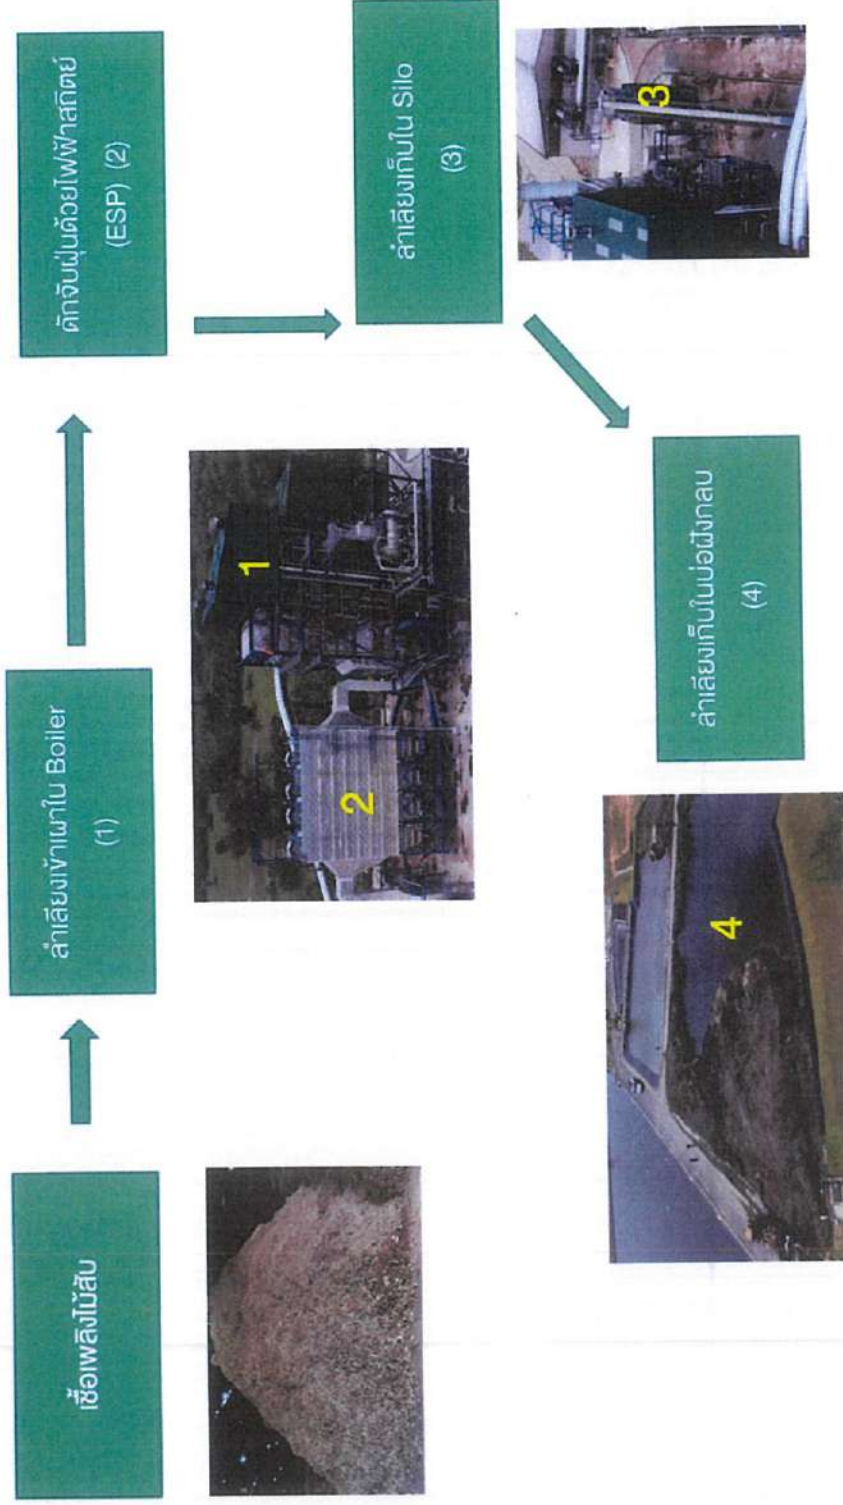 เชื้อเพลิงไม้สับ
ลำเลียงเข้าเผาใน Boiler
(1)
ดักจับฝุ่นด้วยไฟฟ้าสถิตย์
(ESP) (2)
ลำเลียงเก็บใน Silo
(3)
ลำเลียงเก็บในบ่อฝังกลบ
(4)
1
2
3
4